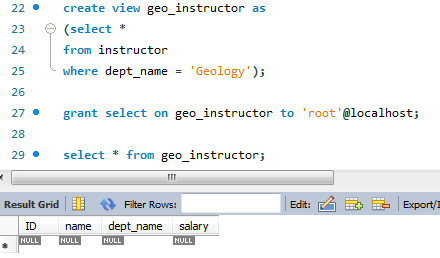 22 create view geo_instructor as
23 (select *
24 from instructor
25 where dept_name = 'Geology');
26
27 grant select on geo_instructor to 'root'@localhost;
28
29 select * from geo_instructor;
Result Grid Filter Rows: Edit: Export/I
ID name dept_name salary
* NULL NULL NULL NULL